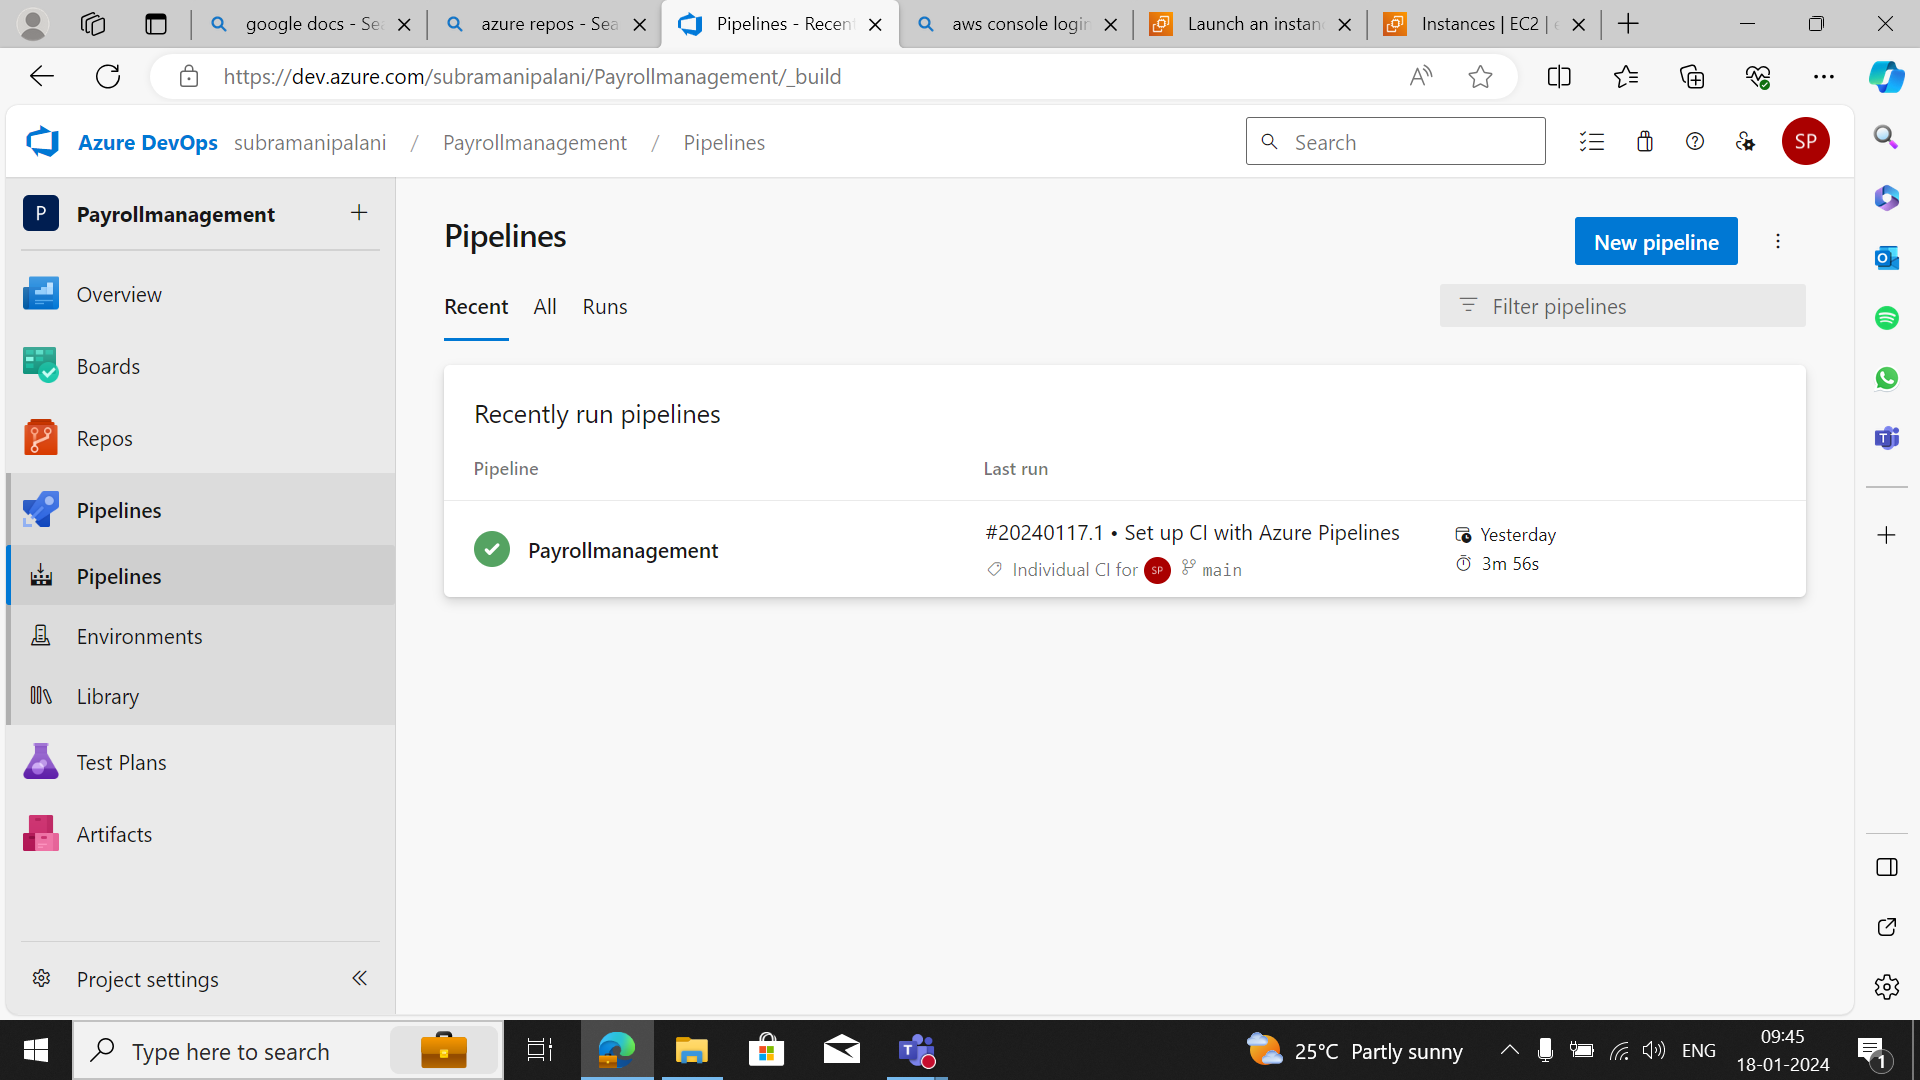 google docs - Sea
azure repos - Sea
Pipelines - Recent
aws console login
Launch an instan
Instances | EC2 | e
https://dev.azure.com/subramanipalani/Payrollmanagement/_build
Azure DevOps
subramanipalani / Payrollmanagement / Pipelines
Search
SP
P
Payrollmanagement
Overview
Boards
Repos
Pipelines
Pipelines
Environments
Library
Test Plans
Artifacts
Project settings
Pipelines
New pipeline
Recent
All
Runs
Filter pipelines
Recently run pipelines
Pipeline
Last run
Payrollmanagement
#20240117.1 • Set up CI with Azure Pipelines
Individual CI for SP main
Yesterday
3m 56s
Type here to search
25°C Partly sunny
ENG
09:45
18-01-2024
1